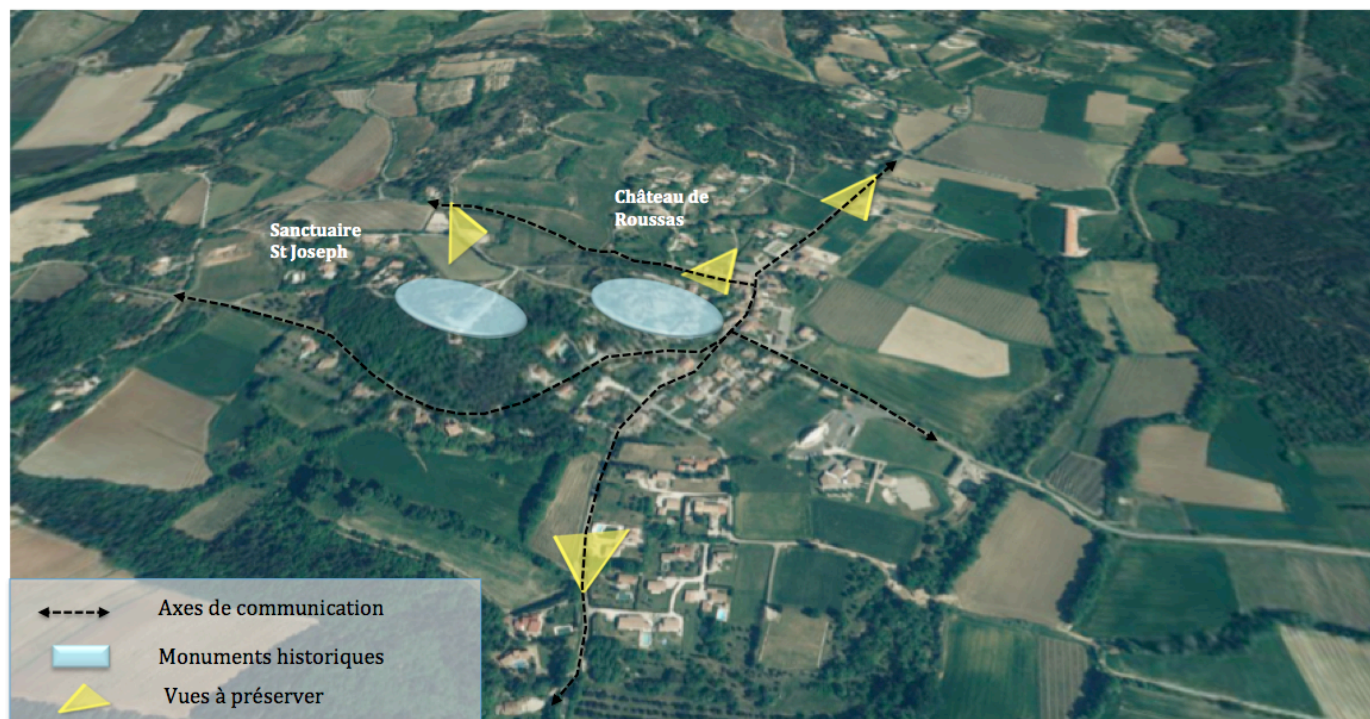 Château de
Roussas
Sanctuaire
St Joseph
Axes de communication
Monuments historiques
Vues à préserver